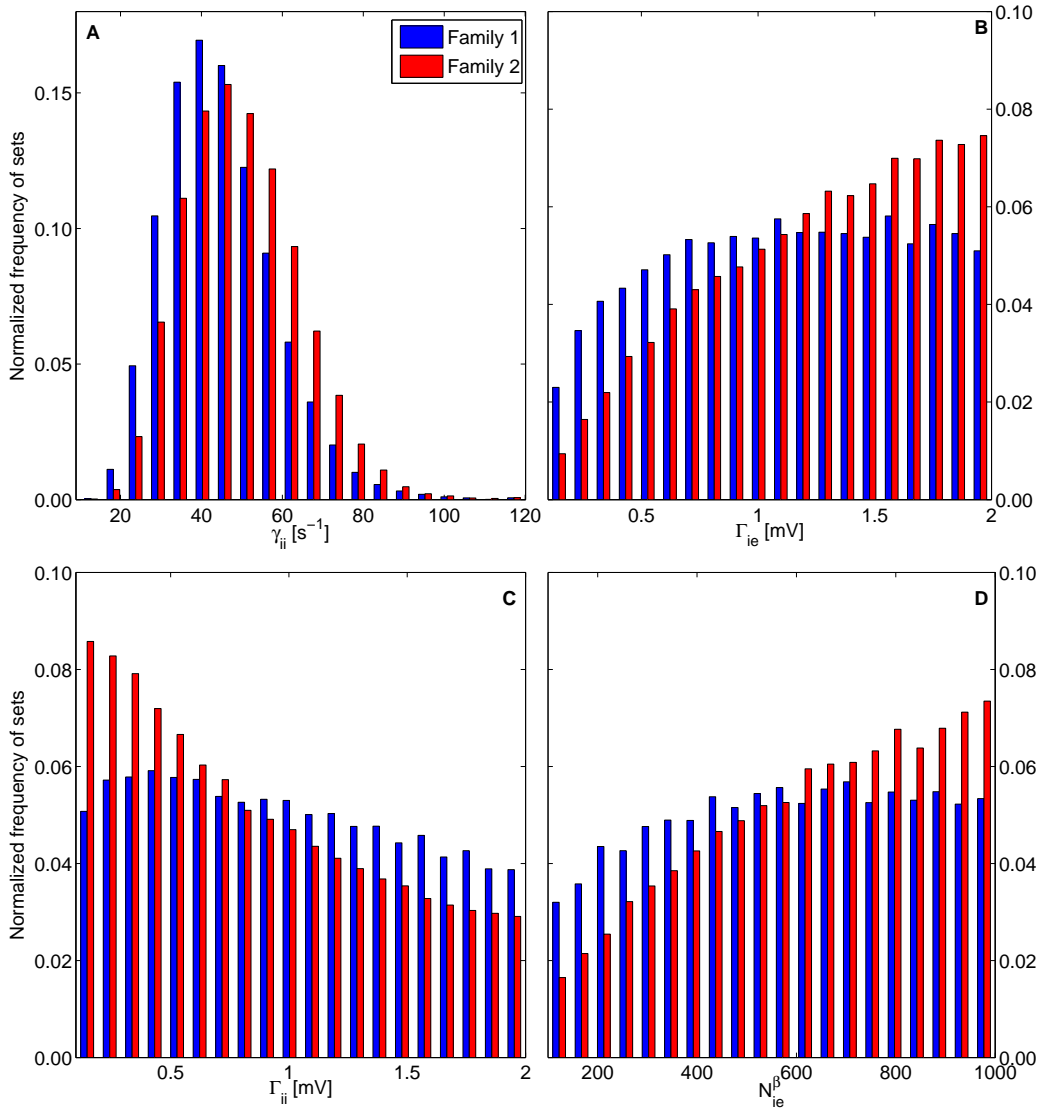 A
Family 1
Family 2
Normalized frequency of sets
0.15
0.10
0.05
0.00
20 40 60 80 100 120
γii [s−1]
B
0.10
0.08
0.06
0.04
0.02
0.00
0.5 1 1.5 2
Γie [mV]
C
Normalized frequency of sets
0.10
0.08
0.06
0.04
0.02
0.00
0.5 1 1.5 2
Γii [mV]
D
0.10
0.08
0.06
0.04
0.02
0.00
200 400 600 800 1000
Nieβ